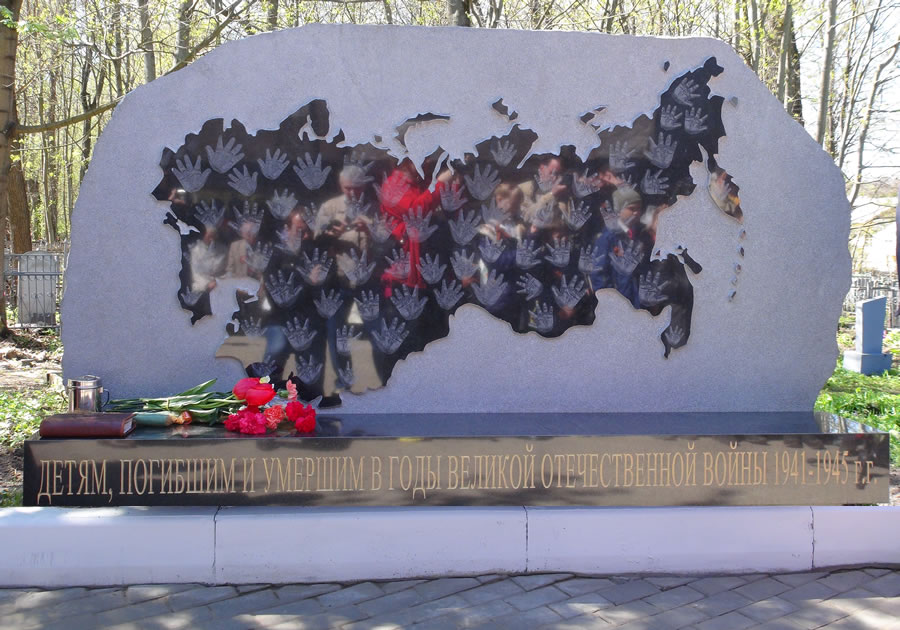 ДЕТЯМ, ПОГИБШИМ И УМЕРШИМ В ГОДЫ ВЕЛИКОЙ ОТЕЧЕСТВЕННОЙ ВОЙНЫ 1941-1945 г.г.